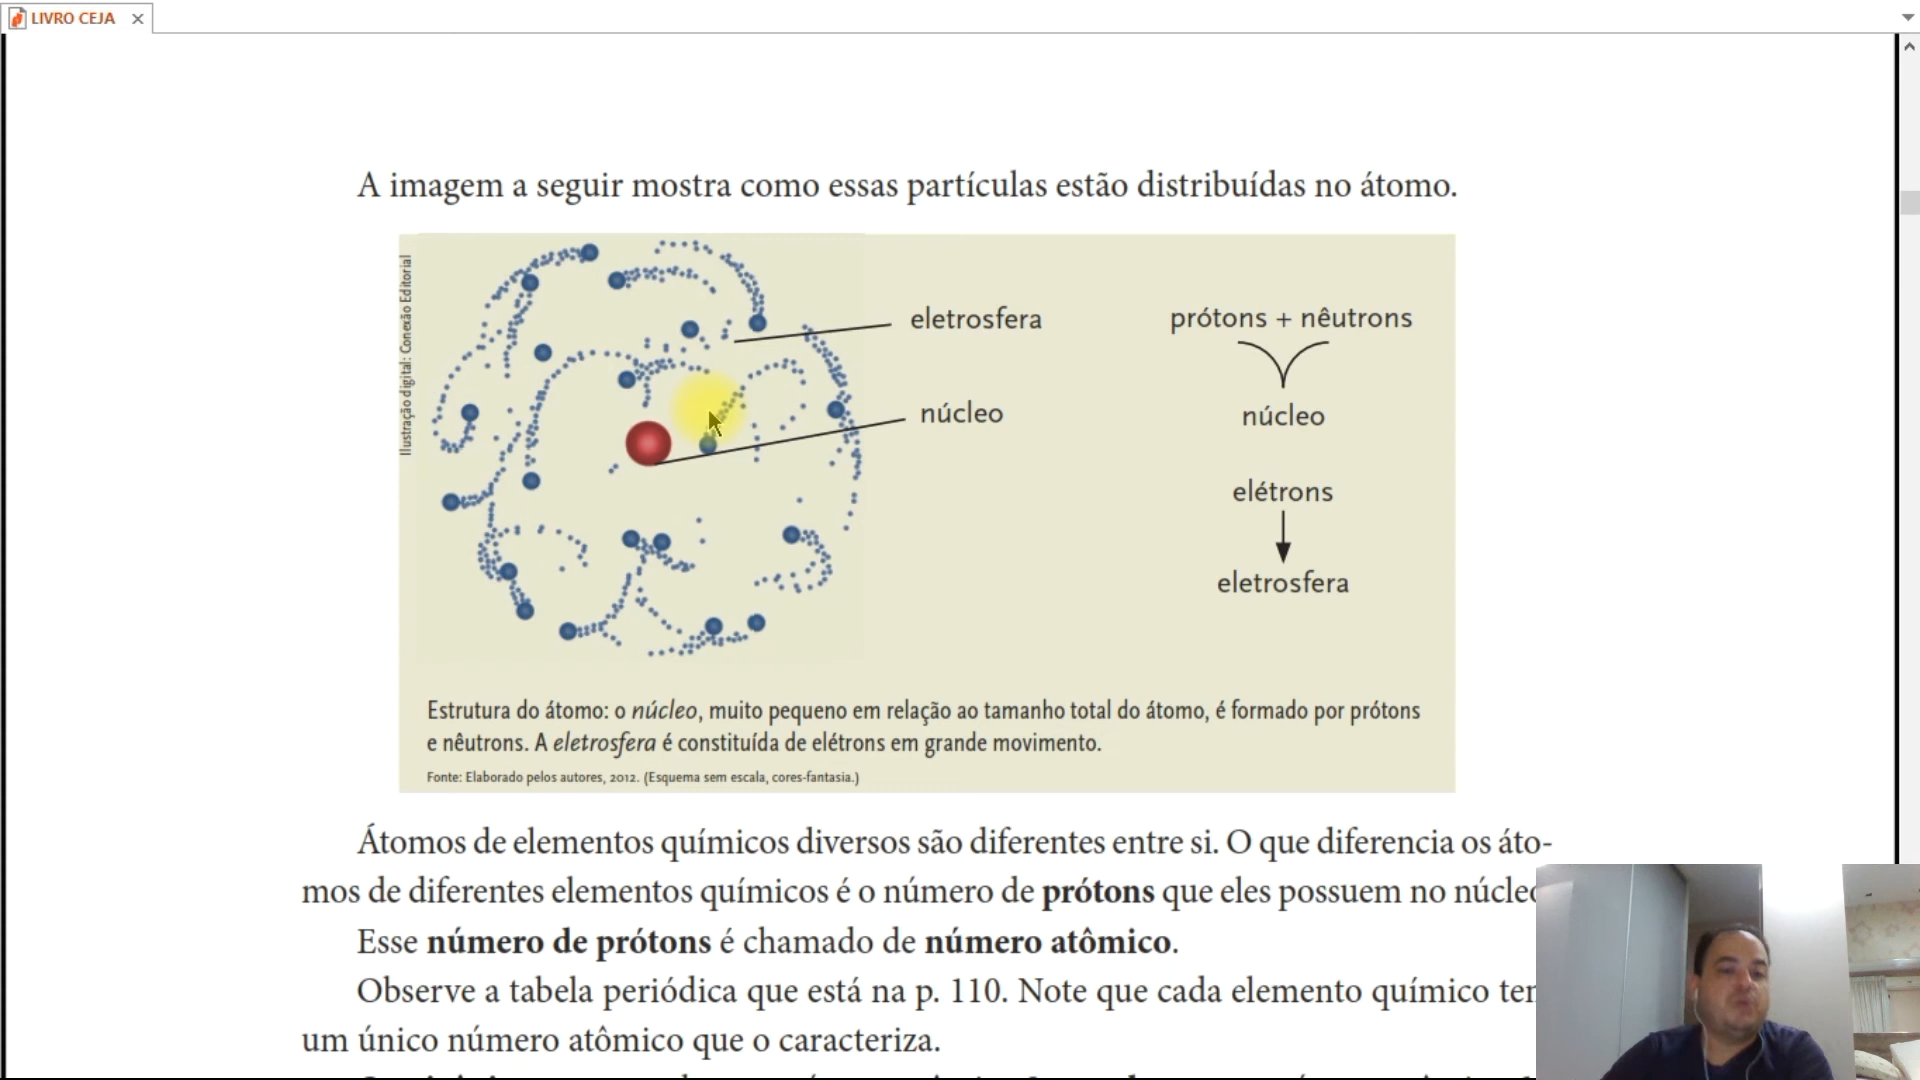 LIVRO CEJA
A imagem a seguir mostra como essas partículas estão distribuídas no átomo.
Ilustração digital: Conexão Editorial
eletrosfera
núcleo
prótons + nêutrons
núcleo
elétrons
eletrosfera
Estrutura do átomo: o núcleo, muito pequeno em relação ao tamanho total do átomo, é formado por prótons
e nêutrons. A eletrosfera é constituída de elétrons em grande movimento.
Fonte: Elaborado pelos autores, 2012. (Esquema sem escala, cores-fantasia.)
Átomos de elementos químicos diversos são diferentes entre si. O que diferencia os áto-
mos de diferentes elementos químicos é o número de prótons que eles possuem no núcleo
Esse número de prótons é chamado de número atômico.
Observe a tabela periódica que está na p. 110. Note que cada elemento químico tem
um único número atômico que o caracteriza.